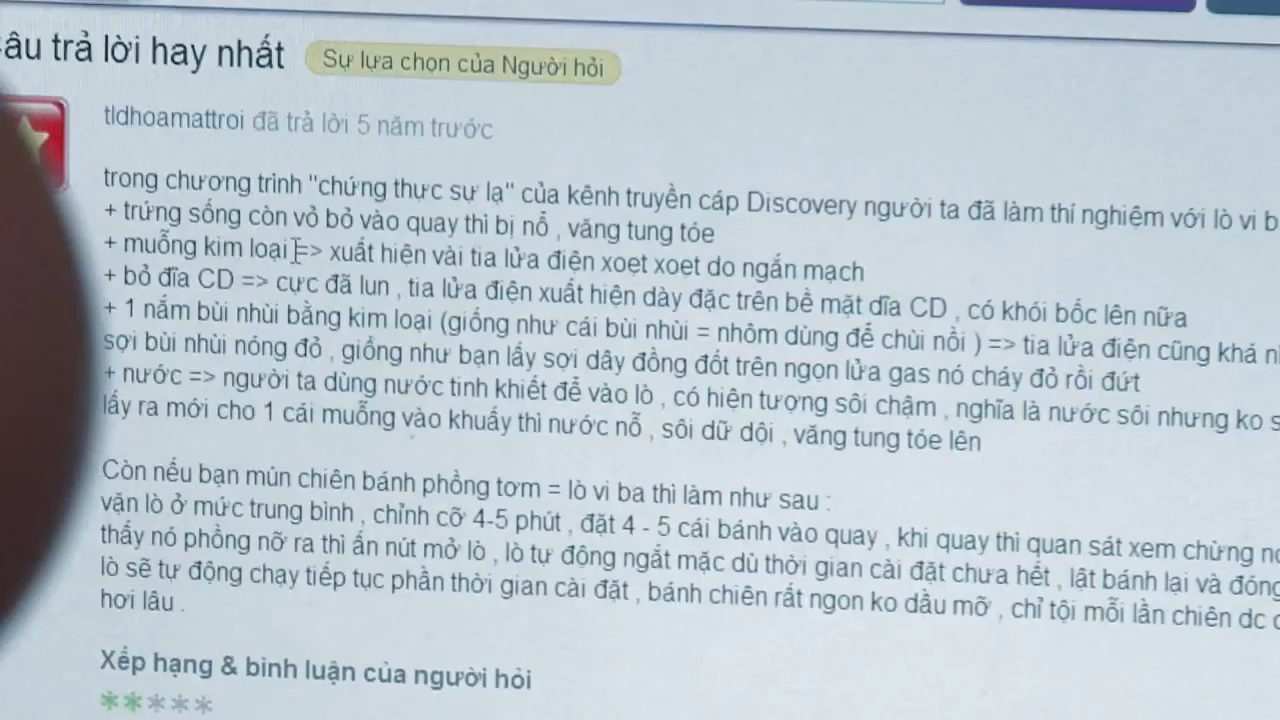 âu trả lời hay nhất Sự lựa chọn của Người hỏi
tldhoamattroi đã trả lời 5 năm trước
trong chương trình "chứng thực sự lạ" của kênh truyền cáp Discovery người ta đã làm thí nghiệm với lò vi b
+ trứng sống còn vỏ bỏ vào quay thì bị nổ , văng tung tóe
+ muỗng kim loại => xuất hiện vài tia lửa điện xoẹt xoẹt do ngắn mạch
+ bỏ đĩa CD => cực đã lun , tia lửa điện xuất hiện dày đặc trên bề mặt dĩa CD , có khói bốc lên nữa
+ 1 nắm bùi nhùi bằng kim loại (giống như cái bùi nhùi = nhôm dùng để chùi nồi ) => tia lửa điện cũng khá
sợi bùi nhùi nóng đỏ , giống như bạn lấy sợi dây đồng đốt trên ngọn lửa gas nó cháy đỏ rồi đứt
+ nước => người ta dùng nước tinh khiết để vào lò , có hiện tượng sôi chậm , nghĩa là nước sôi nhưng ko s
lấy ra mới cho 1 cái muỗng vào khuấy thì nước nỗ , sôi dữ dội , văng tung tóe lên
Còn nếu bạn mún chiên bánh phồng tơm = lò vi ba thì làm như sau :
vặn lò ở mức trung bình , chỉnh cỡ 4-5 phút , đặt 4 - 5 cái bánh vào quay , khi quay thì quan sát xem chừng
thấy nó phồng nỡ ra thì ấn nút mở lò , lò tự động ngắt mặc dù thời gian cài đặt chưa hết , lật bánh lại và đóng
lò sẽ tự động chạy tiếp tục phần thời gian cài đặt , bánh chiên rất ngon ko dầu mỡ , chỉ tội mỗi lần chiên dc
hơi lâu .
Xếp hạng & bình luận của người hỏi